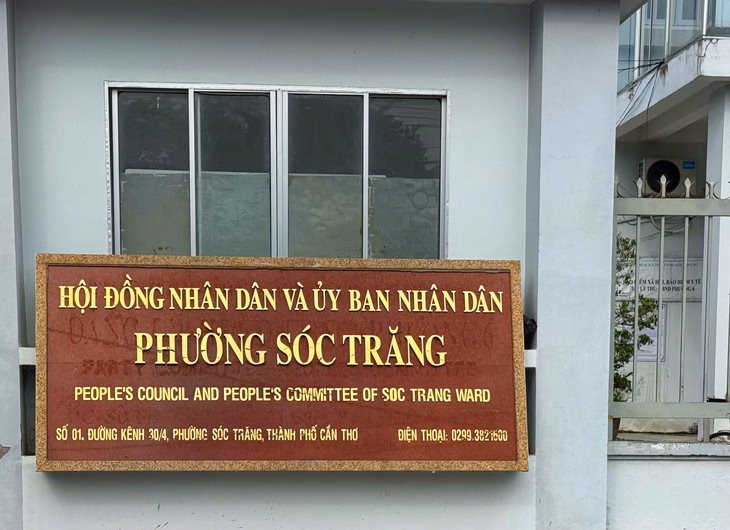 HỘI ĐỒNG NHÂN DÂN VÀ ỦY BAN NHÂN DÂN
PHƯỜNG SÓC TRĂNG
PEOPLE'S COUNCIL AND PEOPLE'S COMMITTEE OF SOC TRANG WARD
SỐ 01, ĐƯỜNG KÊNH 30/4, PHƯỜNG SÓC TRĂNG, THÀNH PHỐ CẦN THƠ ĐIỆN THOẠI: 0299.3821500